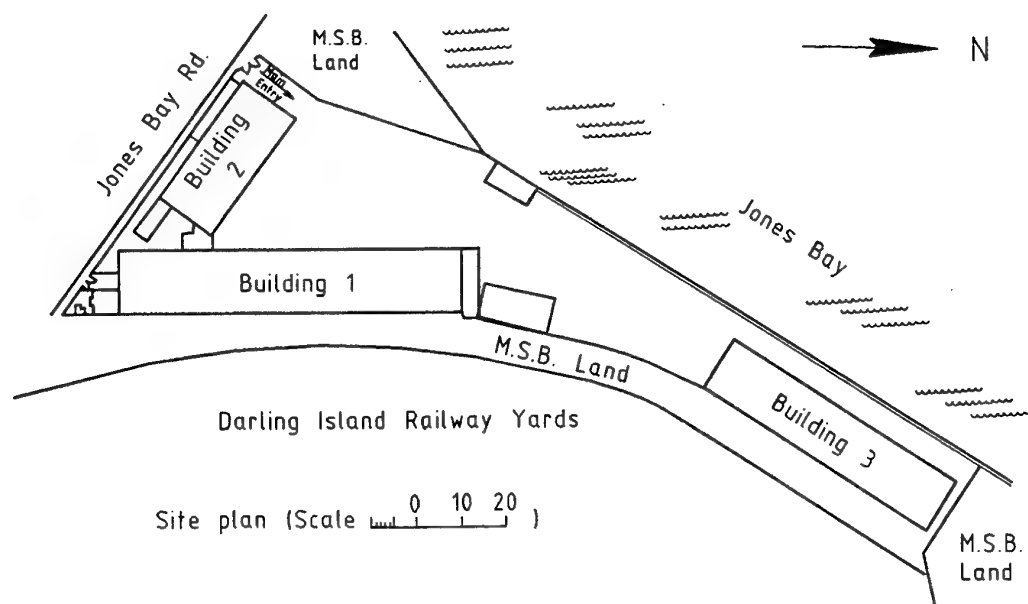 M.S.B.
Land
N
Jones Bay Rd.
Main
Entry
Building
2
Jones Bay
Building 1
M.S.B. Land
Building 3
Darling Island Railway Yards
Site plan (Scale 0 10 20 )
M.S.B.
Land